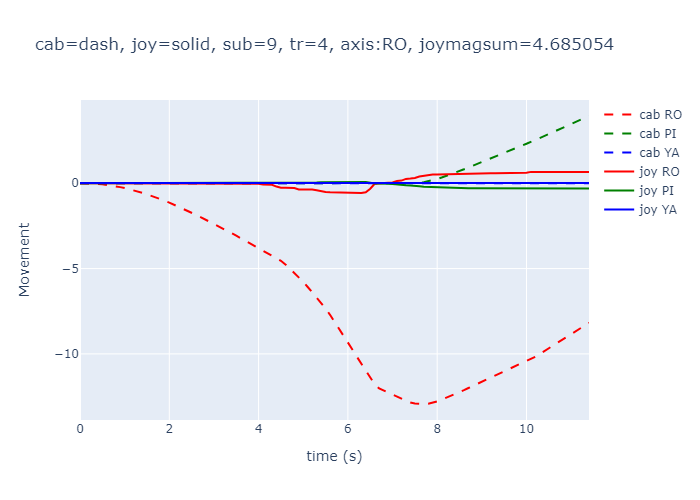 cab=dash, joy=solid, sub=9, tr=4, axis:RO, joymagsum=4.685054
cab RO
cab PI
cab YA
joy RO
joy PI
joy YA
Movement
0
−5
−10
0 2 4 6 8 10
time (s)